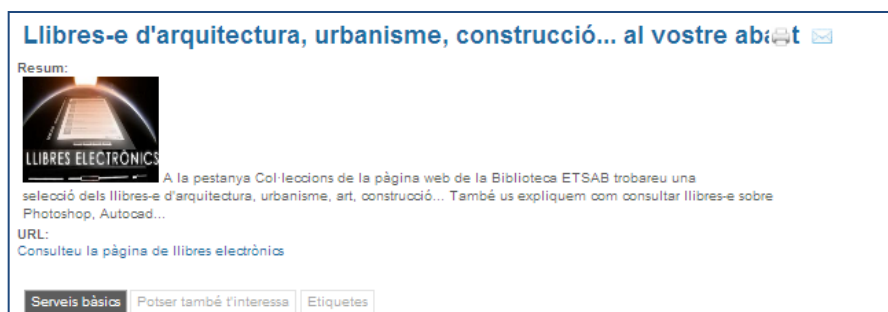 Llibres-e d'arquitectura, urbanisme, construcció... al vostre abast
Resum:
LLIBRES ELECTRÒNICS
A la pestanya Col·leccions de la pàgina web de la Biblioteca ETSAB trobareu una
selecció dels llibres-e d'arquitectura, urbanisme, art, construcció... També us expliquem com consultar llibres-e sobre
Photoshop, Autocad...
URL:
Consulteu la pàgina de llibres electrònics
Serveis bàsics Potser també t'interessa Etiquetes